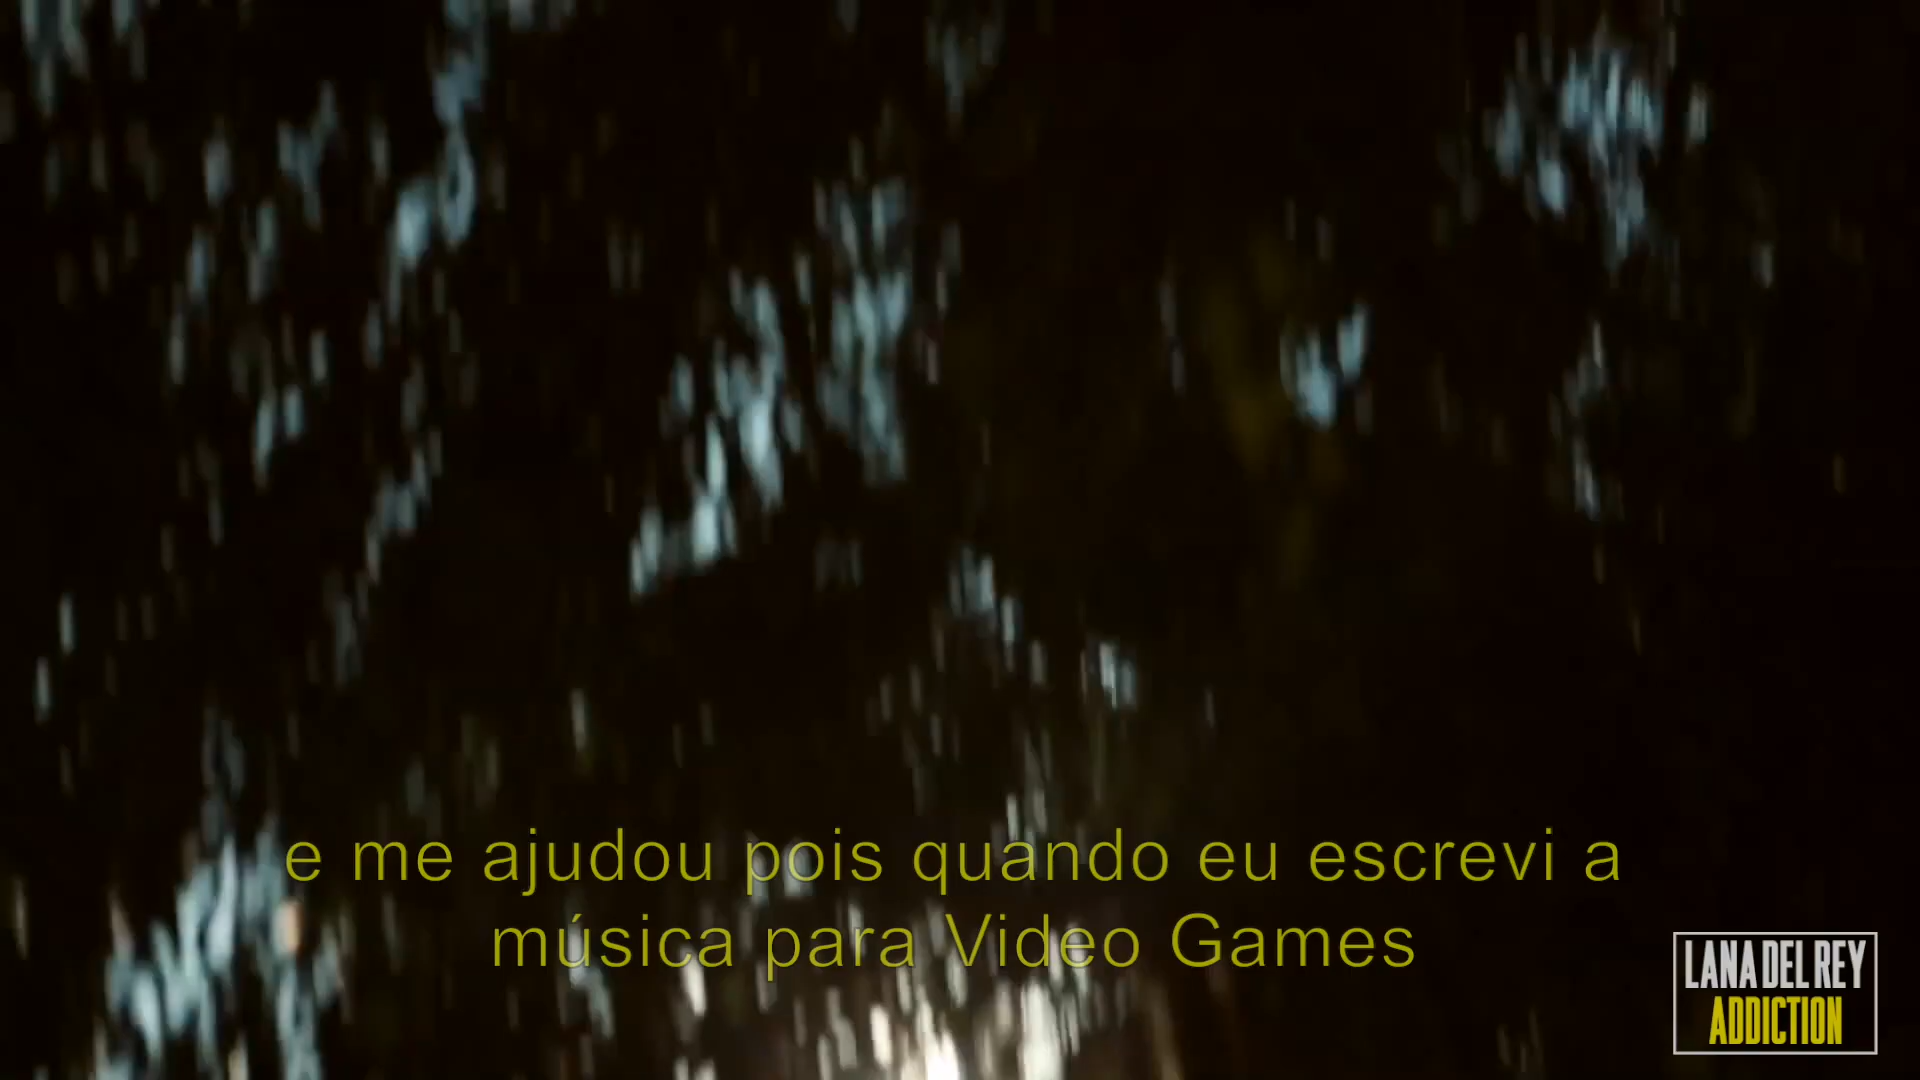 e me ajudou pois quando eu escrevi a
música para Video Games
LANA DEL REY
ADDICTION